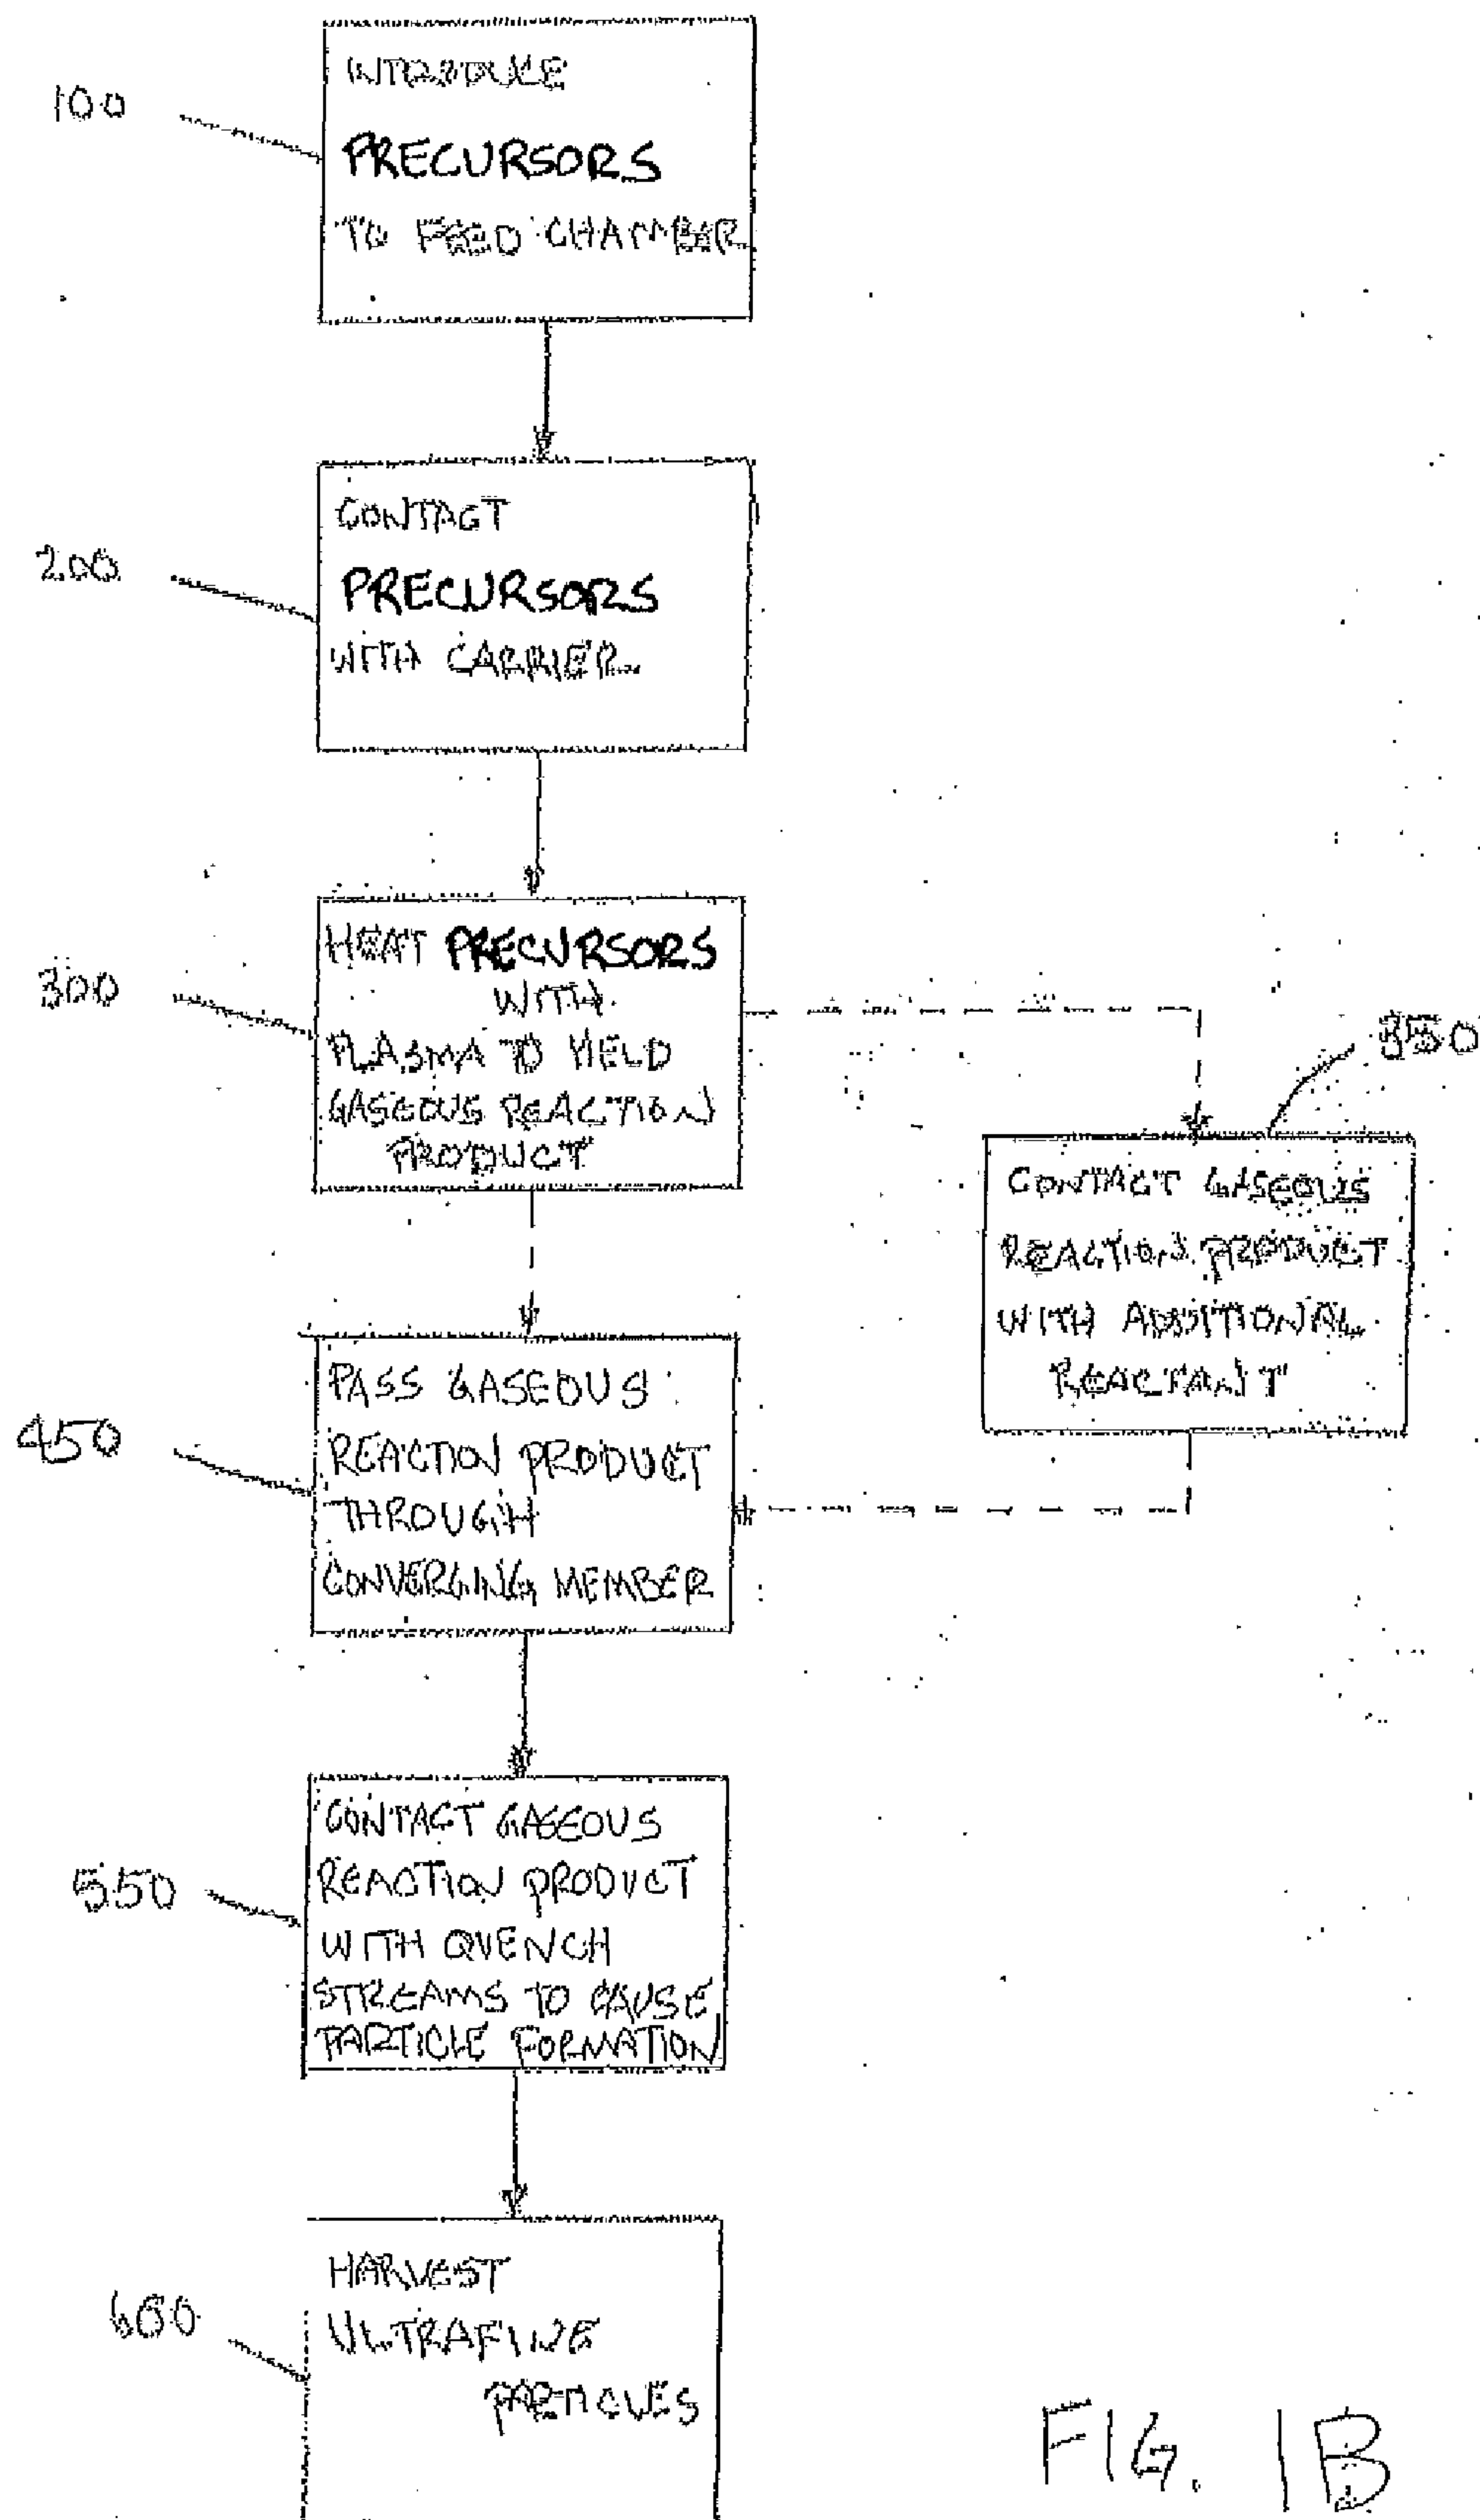 100
INTRODUCE
PRECURSORS
TO FEED CHAMBER
200
CONTACT
PRECURSORS
WITH CARRIER
300
HEAT PRECURSORS
WITH
PLASMA TO YIELD
GASEOUS REACTION
PRODUCT
350
CONTACT GASEOUS
REACTION PRODUCT
WITH ADDITIONAL
REACTANT
450
PASS GASEOUS
REACTION PRODUCT
THROUGH
CONVERGING MEMBER
550
CONTACT GASEOUS
REACTION PRODUCT
WITH QUENCH
STREAMS TO CAUSE
PARTICLE FORMATION
600
HARVEST
ULTRAFINE
PARTICLES
FIG. 1B